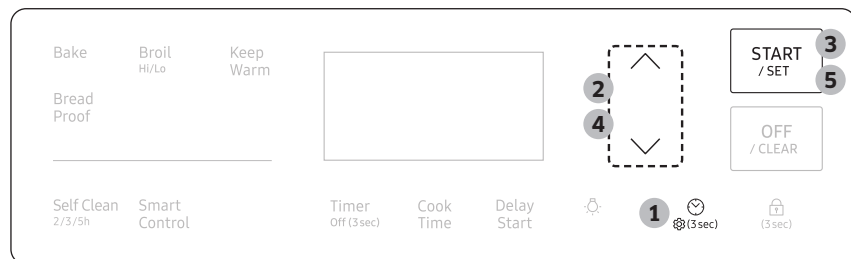 Bake
Broil
Hi/Lo
Keep
Warm
Bread
Proof
2
4
START
/ SET
3
5
OFF
/ CLEAR
Self Clean
2/3/5h
Smart
Control
Timer
Off (3 sec)
Cook
Time
Delay
Start
1
(3 sec)
(3 sec)